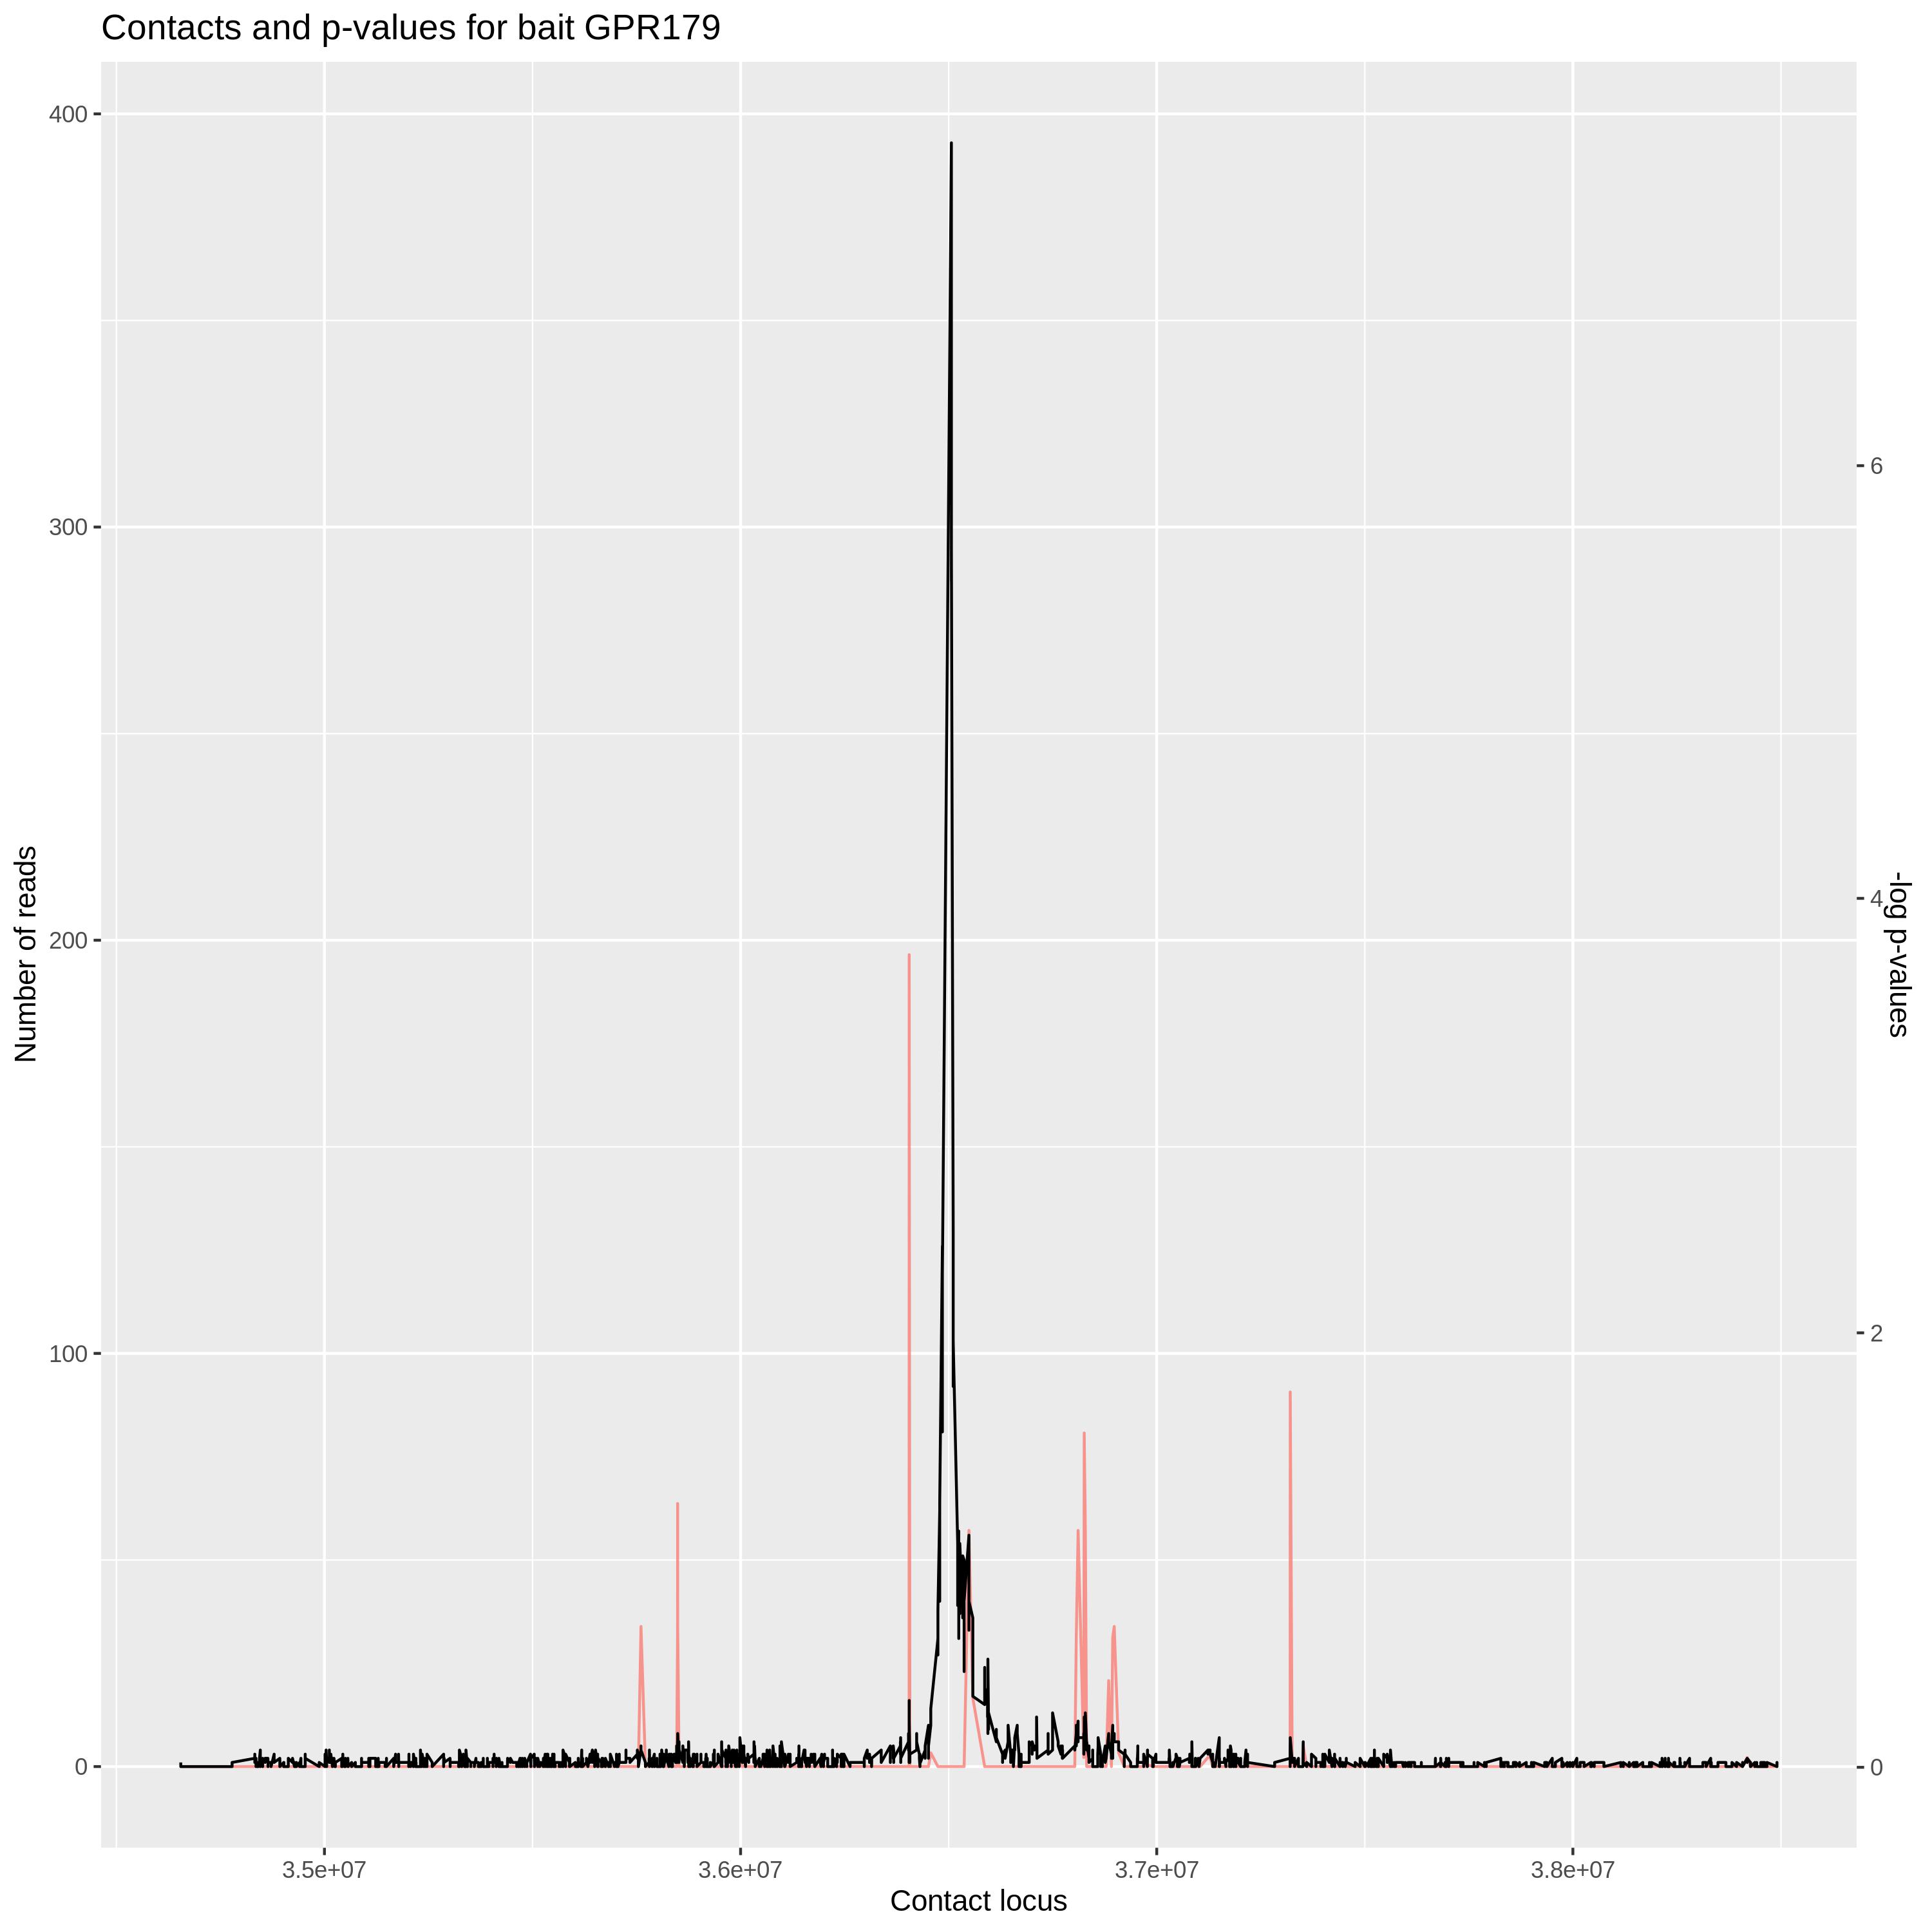 Contacts and p-values for bait GPR179
400
300
200
100
0
Number of reads
6
4
2
0
-log p-values
3.5e+07
3.6e+07
3.7e+07
3.8e+07
Contact locus